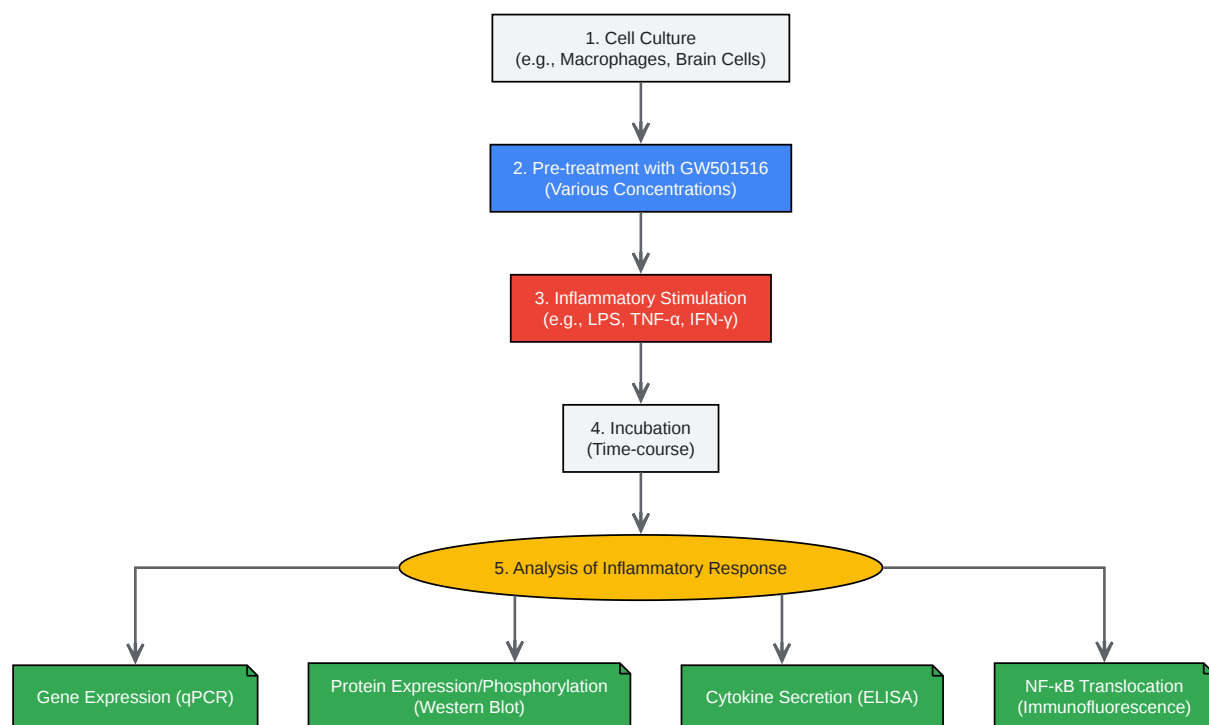 1. Cell Culture
(e.g., Macrophages, Brain Cells)
2. Pre-treatment with GW501516
(Various Concentrations)
3. Inflammatory Stimulation
(e.g., LPS, TNF-α, IFN-γ)
4. Incubation
(Time-course)
5. Analysis of Inflammatory Response
Gene Expression (qPCR)
Protein Expression/Phosphorylation
(Western Blot)
Cytokine Secretion (ELISA)
NF-κB Translocation
(Immunofluorescence)